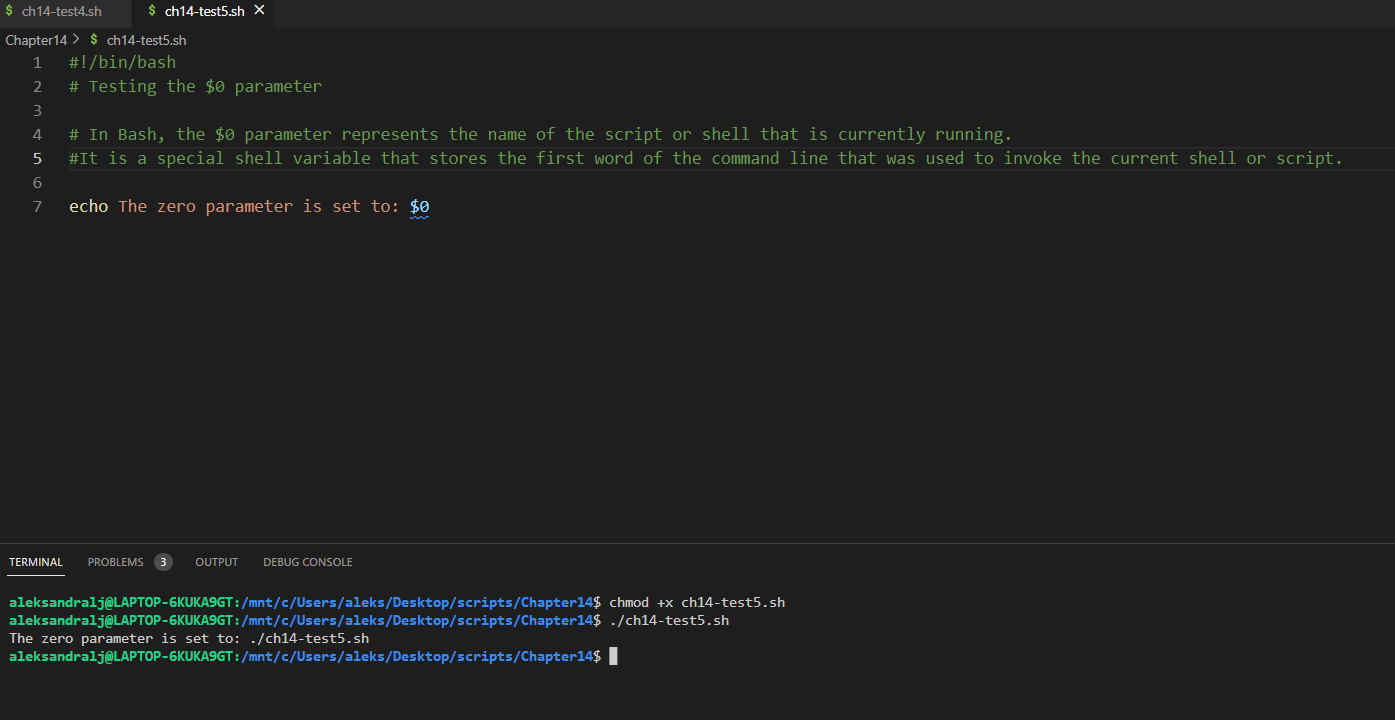 $ ch14-test4.sh $ ch14-test5.sh ×
Chapter14 > $ ch14-test5.sh
1 #!/bin/bash
2 # Testing the $0 parameter
3
4 # In Bash, the $0 parameter represents the name of the script or shell that is currently running.
5 #It is a special shell variable that stores the first word of the command line that was used to invoke the current shell or script.
6
7 echo The zero parameter is set to: $0
TERMINAL PROBLEMS 3 OUTPUT DEBUG CONSOLE
aleksandralj@LAPTOP-6KUKA9GT:/mnt/c/Users/aleks/Desktop/scripts/Chapter14$ chmod +x ch14-test5.sh
aleksandralj@LAPTOP-6KUKA9GT:/mnt/c/Users/aleks/Desktop/scripts/Chapter14$ ./ch14-test5.sh
The zero parameter is set to: ./ch14-test5.sh
aleksandralj@LAPTOP-6KUKA9GT:/mnt/c/Users/aleks/Desktop/scripts/Chapter14$